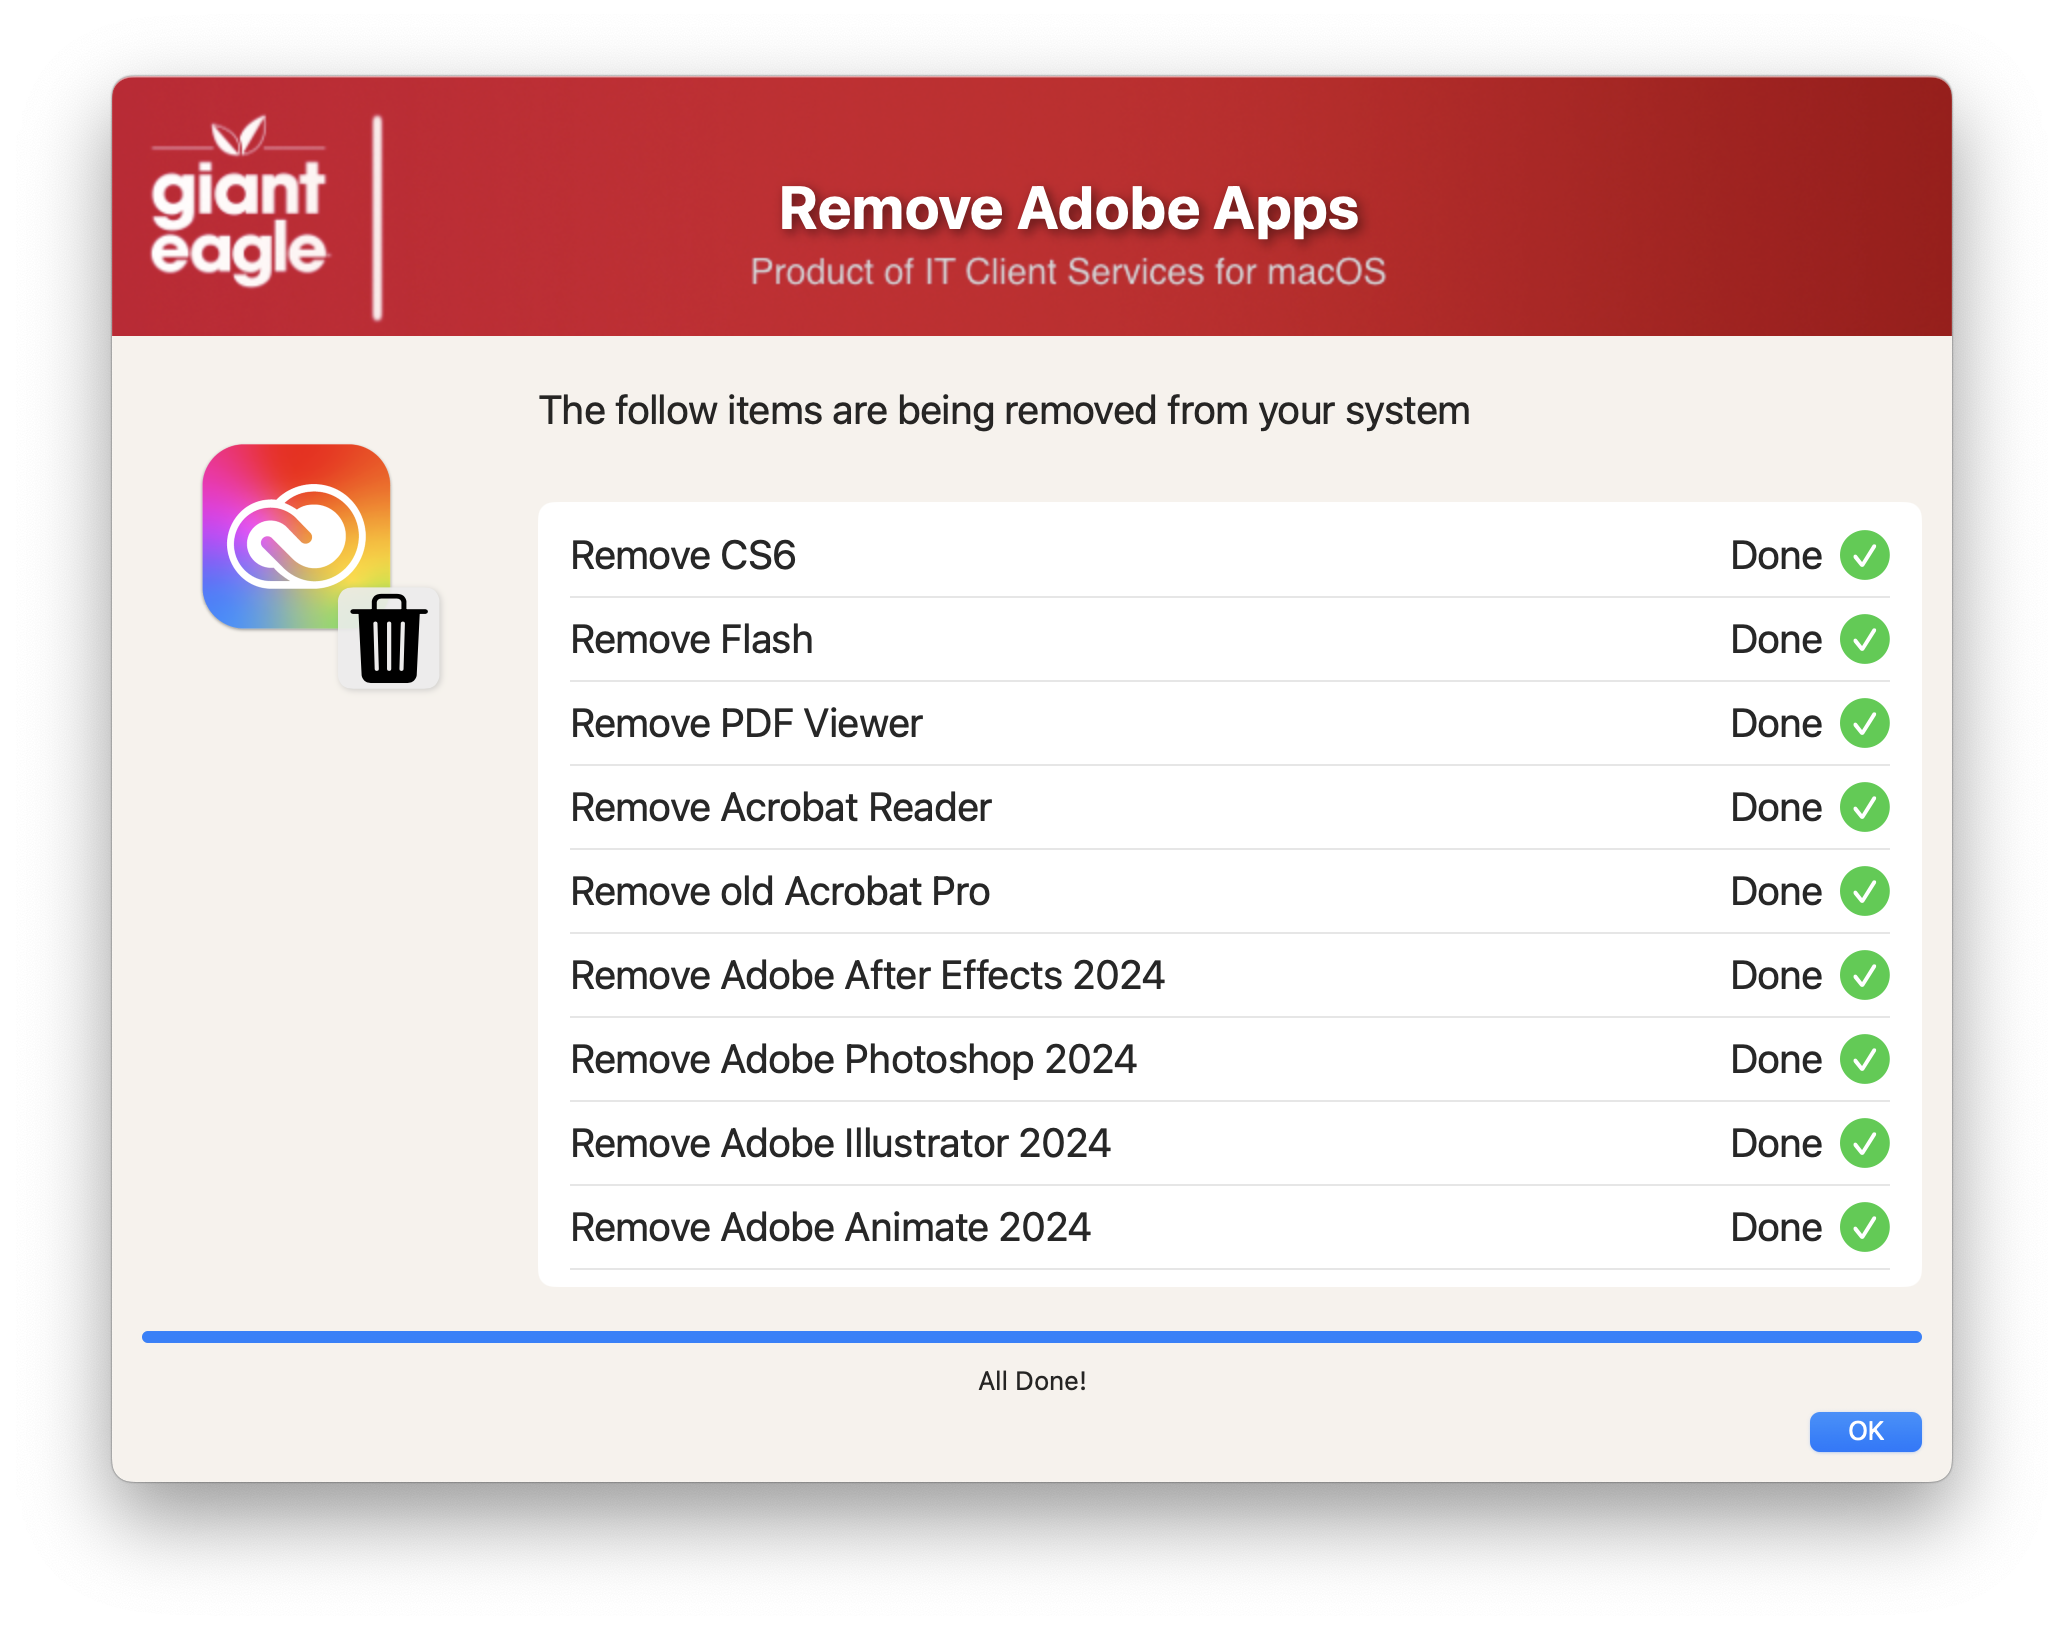 giant
eagle
Remove Adobe Apps
Product of IT Client Services for macOS
The follow items are being removed from your system
Remove CS6 Done
Remove Flash Done
Remove PDF Viewer Done
Remove Acrobat Reader Done
Remove old Acrobat Pro Done
Remove Adobe After Effects 2024 Done
Remove Adobe Photoshop 2024 Done
Remove Adobe Illustrator 2024 Done
Remove Adobe Animate 2024 Done
All Done!
OK